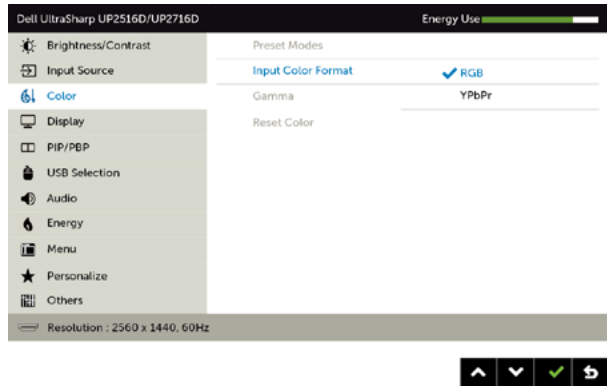 Dell UltraSharp UP2516D/UP2716D Energy Use
Brightness/Contrast Preset Modes
Input Source Input Color Format RGB
Color Gamma YPbPr
Display Reset Color
PIP/PBP
USB Selection
Audio
Energy
Menu
Personalize
Others
Resolution : 2560 x 1440, 60Hz